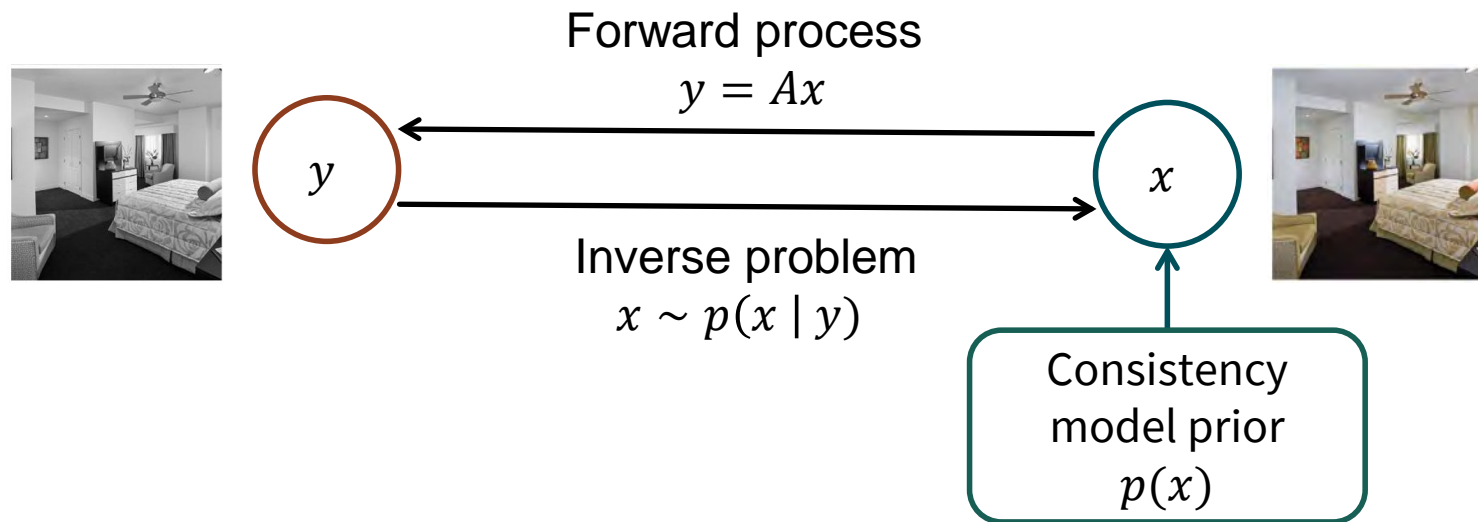 Forward process
y = Ax
y
x
Inverse problem
x ~ p(x | y)
Consistency
model prior
p(x)